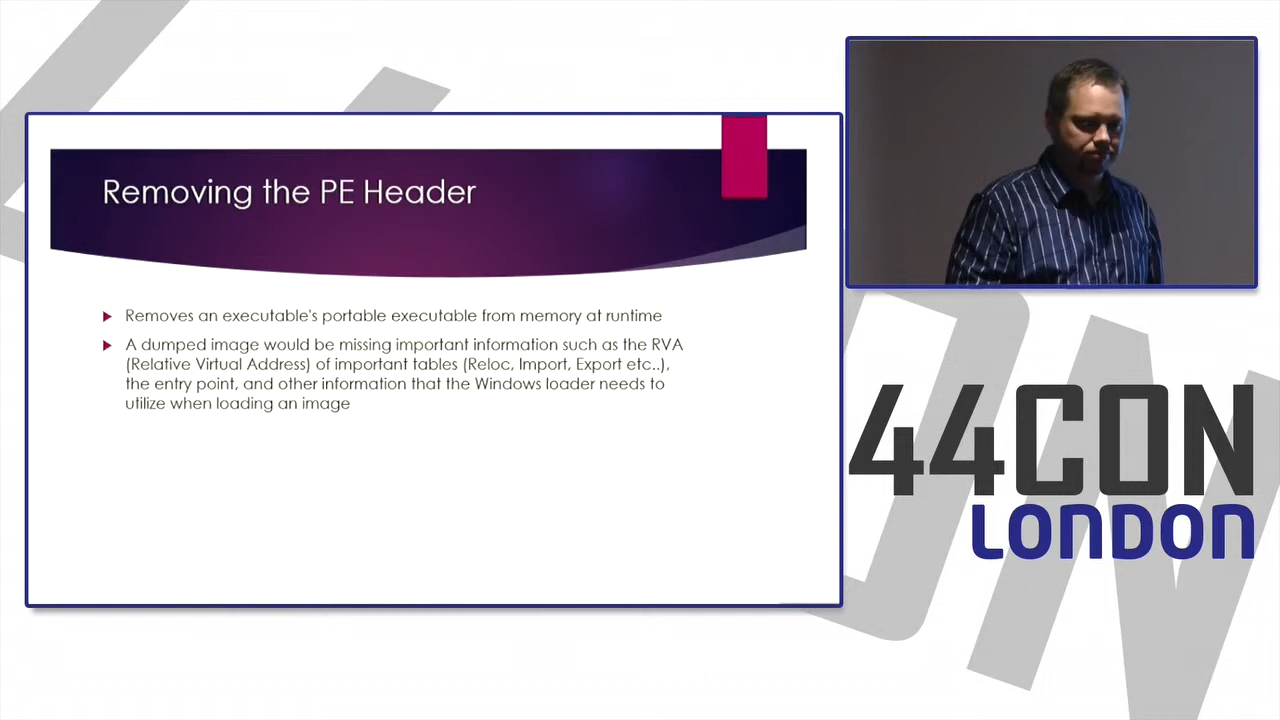 Removing the PE Header
Removes an executable's portable executable from memory at runtime
A dumped image would be missing important information such as the RVA
(Relative Virtual Address) of important tables (Reloc, Import, Export etc..),
the entry point, and other information that the Windows loader needs to
utilize when loading an image
44CON
LONDON